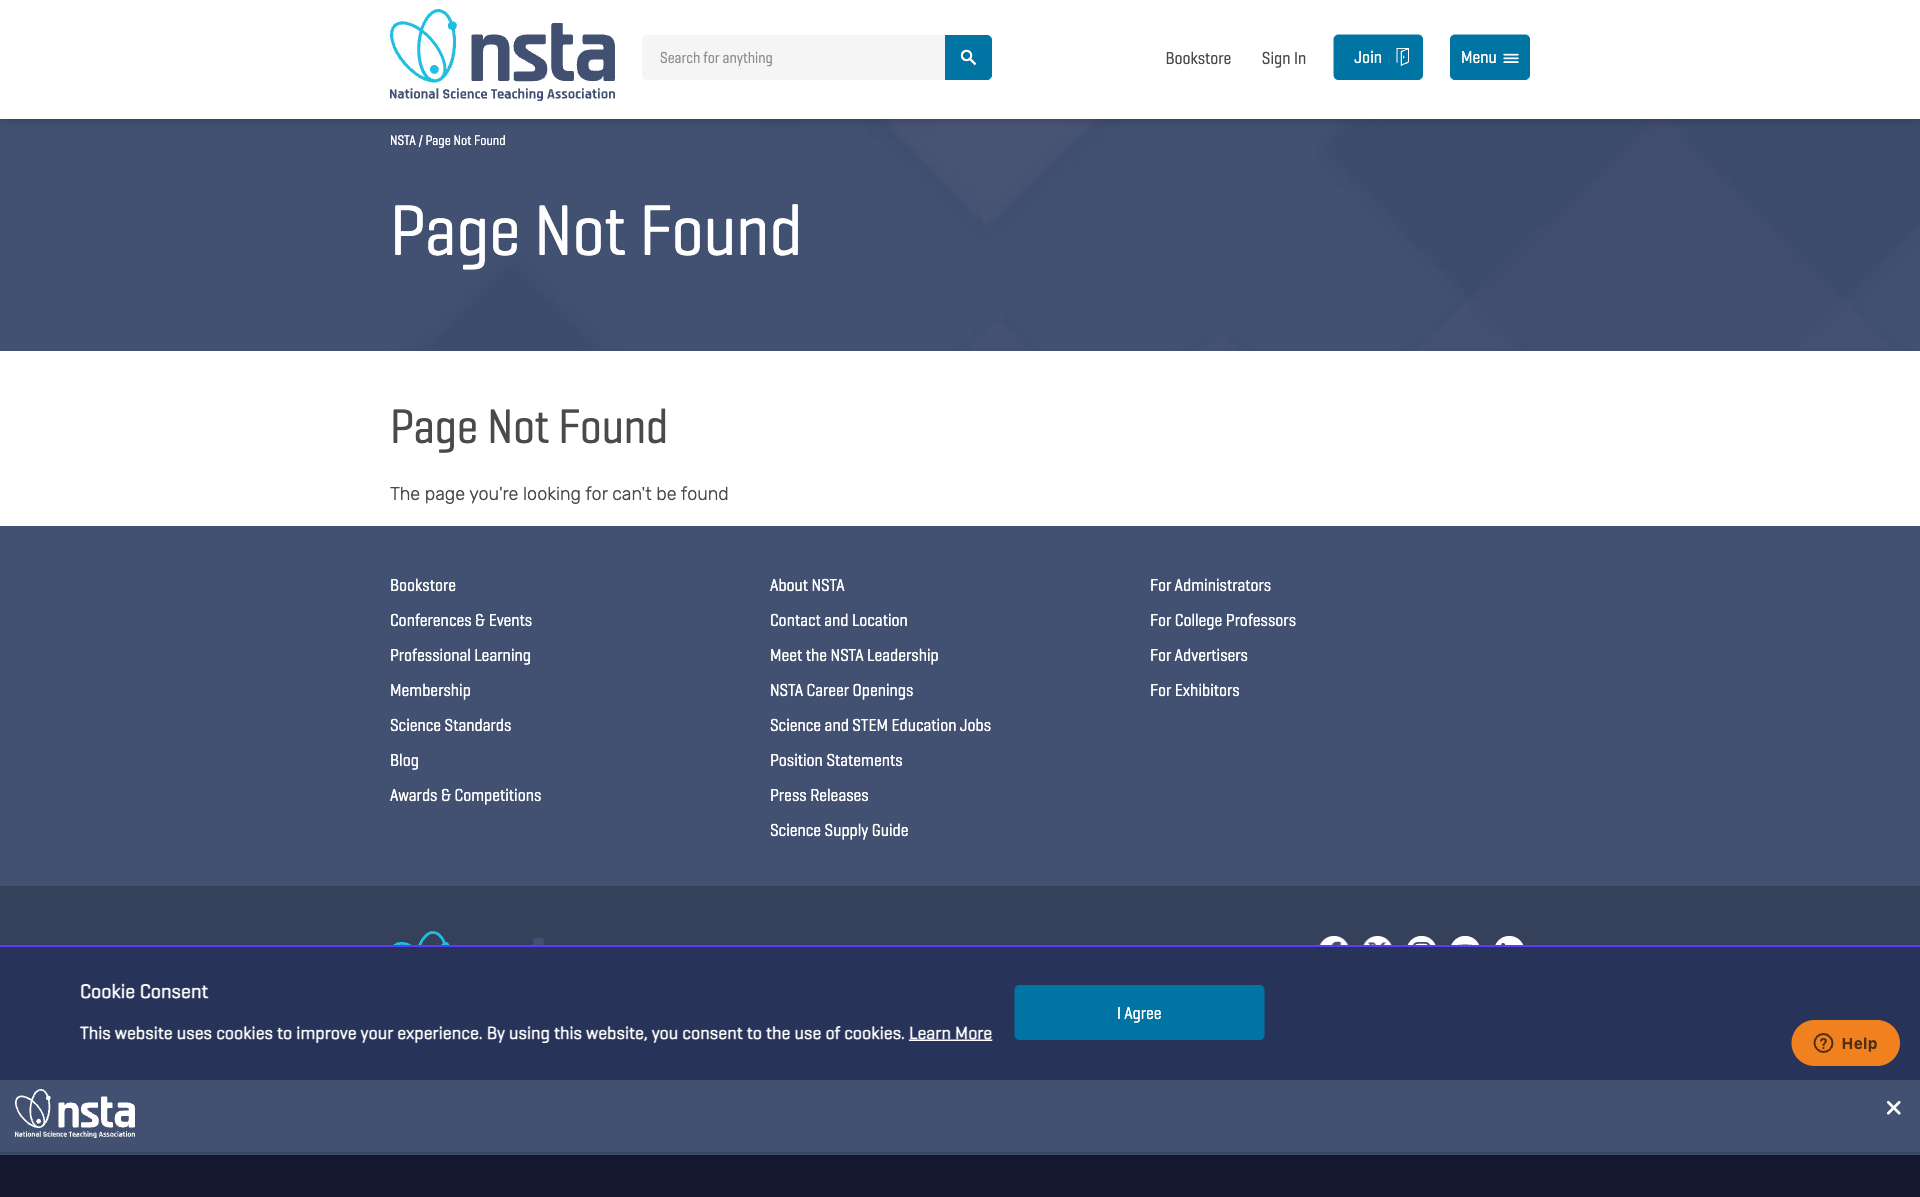 nsta
National Science Teaching Association
Search for anything
Bookstore
Sign In
Join
Menu
NSTA / Page Not Found
Page Not Found
Page Not Found
The page you're looking for can't be found
Bookstore
Conferences & Events
Professional Learning
Membership
Science Standards
Blog
Awards & Competitions
About NSTA
Contact and Location
Meet the NSTA Leadership
NSTA Career Openings
Science and STEM Education Jobs
Position Statements
Press Releases
Science Supply Guide
For Administrators
For College Professors
For Advertisers
For Exhibitors
Cookie Consent
This website uses cookies to improve your experience. By using this website, you consent to the use of cookies. Learn More
I Agree
Help
nsta
National Science Teaching Association